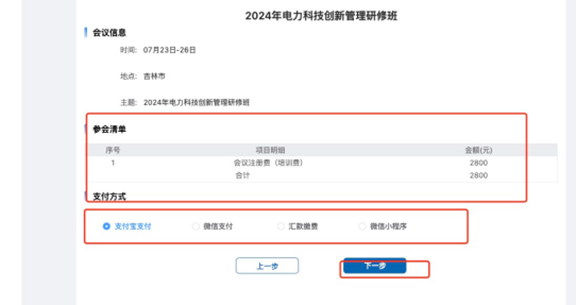 2024年电力科技创新管理研修班
会议信息
时间: 07月23日-26日
地点: 吉林市
主题: 2024年电力科技创新管理研修班
参会清单
序号 项目明细 金额(元)
1 会议注册费（培训费） 2800
合计 2800
支付方式
支付宝支付 微信支付 汇款缴费 微信小程序
上一步 下一步